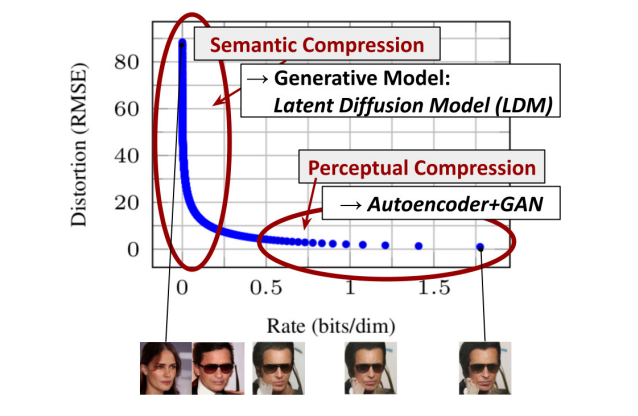 Semantic Compression
→ Generative Model:
Latent Diffusion Model (LDM)
Perceptual Compression
→ Autoencoder+GAN
Distortion (RMSE)
80
60
40
20
0
0 0.5 1 1.5
Rate (bits/dim)